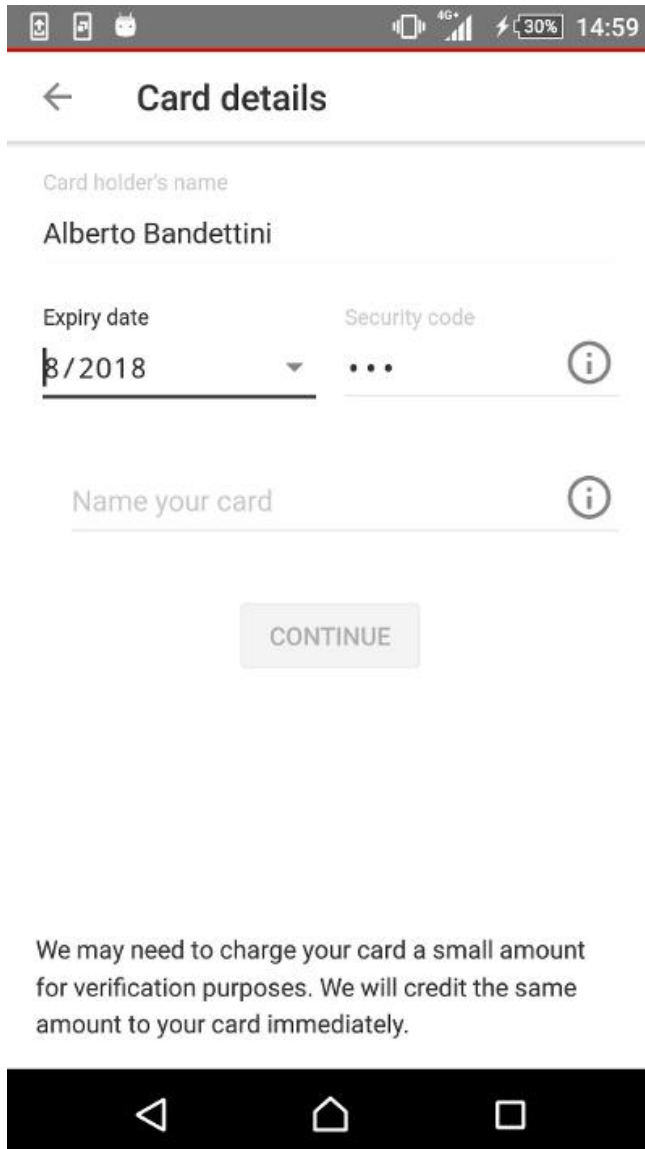 4G+ 30% 14:59
Card details
Card holder's name
Alberto Bandettini
Expiry date Security code
8/2018 •••
Name your card
CONTINUE
We may need to charge your card a small amount
for verification purposes. We will credit the same
amount to your card immediately.